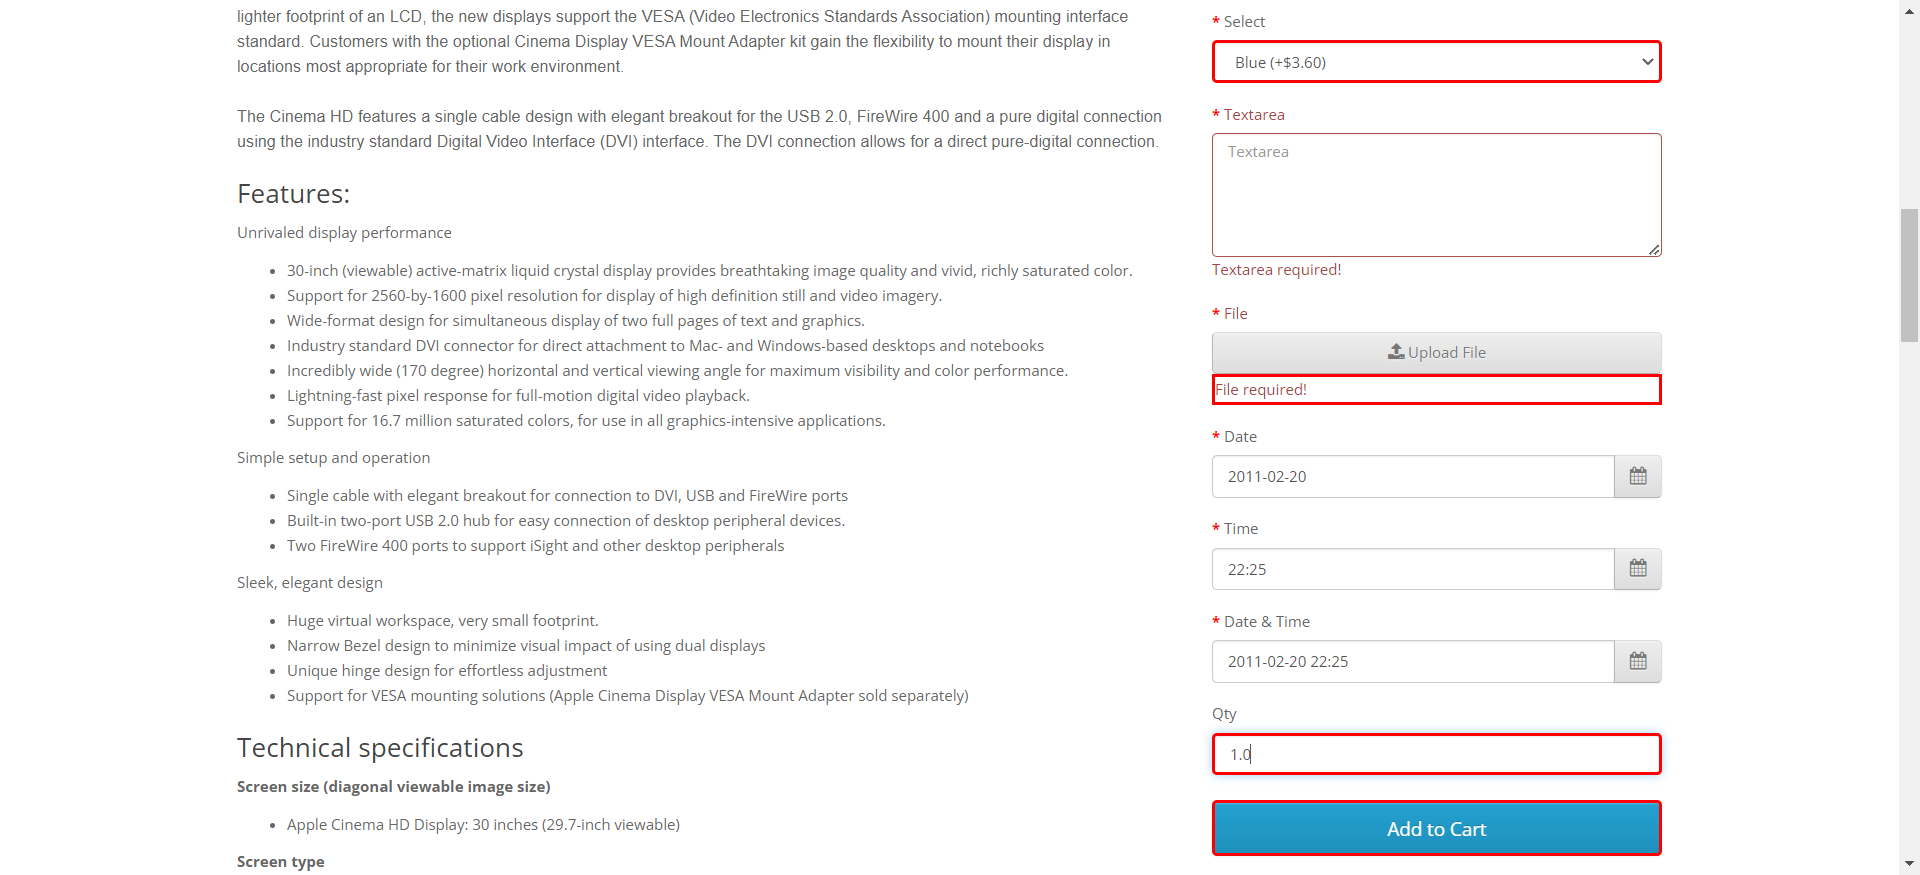 lighter footprint of an LCD, the new displays support the VESA (Video Electronics Standards Association) mounting interface
standard. Customers with the optional Cinema Display VESA Mount Adapter kit gain the flexibility to mount their display in
locations most appropriate for their work environment.
The Cinema HD features a single cable design with elegant breakout for the USB 2.0, FireWire 400 and a pure digital connection
using the industry standard Digital Video Interface (DVI) interface. The DVI connection allows for a direct pure-digital connection.
Features:
Unrivaled display performance
• 30-inch (viewable) active-matrix liquid crystal display provides breathtaking image quality and vivid, richly saturated color.
• Support for 2560-by-1600 pixel resolution for display of high definition still and video imagery.
• Wide-format design for simultaneous display of two full pages of text and graphics.
• Industry standard DVI connector for direct attachment to Mac- and Windows-based desktops and notebooks
• Incredibly wide (170 degree) horizontal and vertical viewing angle for maximum visibility and color performance.
• Lightning-fast pixel response for full-motion digital video playback.
• Support for 16.7 million saturated colors, for use in all graphics-intensive applications.
Simple setup and operation
• Single cable with elegant breakout for connection to DVI, USB and FireWire ports
• Built-in two-port USB 2.0 hub for easy connection of desktop peripheral devices.
• Two FireWire 400 ports to support iSight and other desktop peripherals
Sleek, elegant design
• Huge virtual workspace, very small footprint.
• Narrow Bezel design to minimize visual impact of using dual displays
• Unique hinge design for effortless adjustment
• Support for VESA mounting solutions (Apple Cinema Display VESA Mount Adapter sold separately)
Technical specifications
Screen size (diagonal viewable image size)
• Apple Cinema HD Display: 30 inches (29.7-inch viewable)
Screen type
* Select
Blue (+$3.60)
* Textarea
Textarea
Textarea required!
* File
Upload File
File required!
* Date
2011-02-20
* Time
22:25
* Date & Time
2011-02-20 22:25
Qty
1.0
Add to Cart